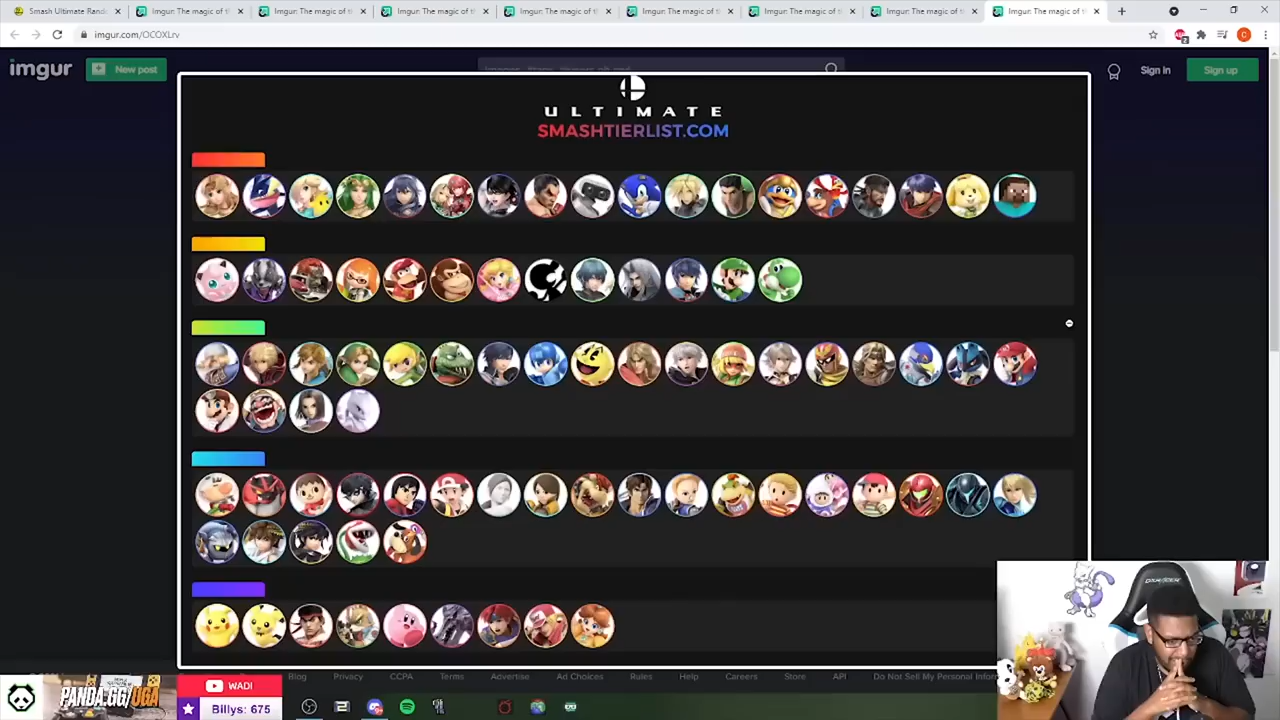 Smash Ultimate Rando
Imgur: The magic of t
Imgur: The magic of t
Imgur: The magic of t
Imgur: The magic of t
Imgur: The magic of t
Imgur: The magic of t
Imgur: The magic of t
Imgur: The magic of t
imgur.com/OCOXLrv
imgur
New post
Sign in
Sign up
ULTIMATE
SMASHTIERLIST.COM
Blog
Privacy
CCPA
Terms
Advertise
Ad Choices
Rules
Help
Careers
Store
API
Do Not Sell My Personal Infor
PANDA.GG/UGA
WADI
Billys: 675